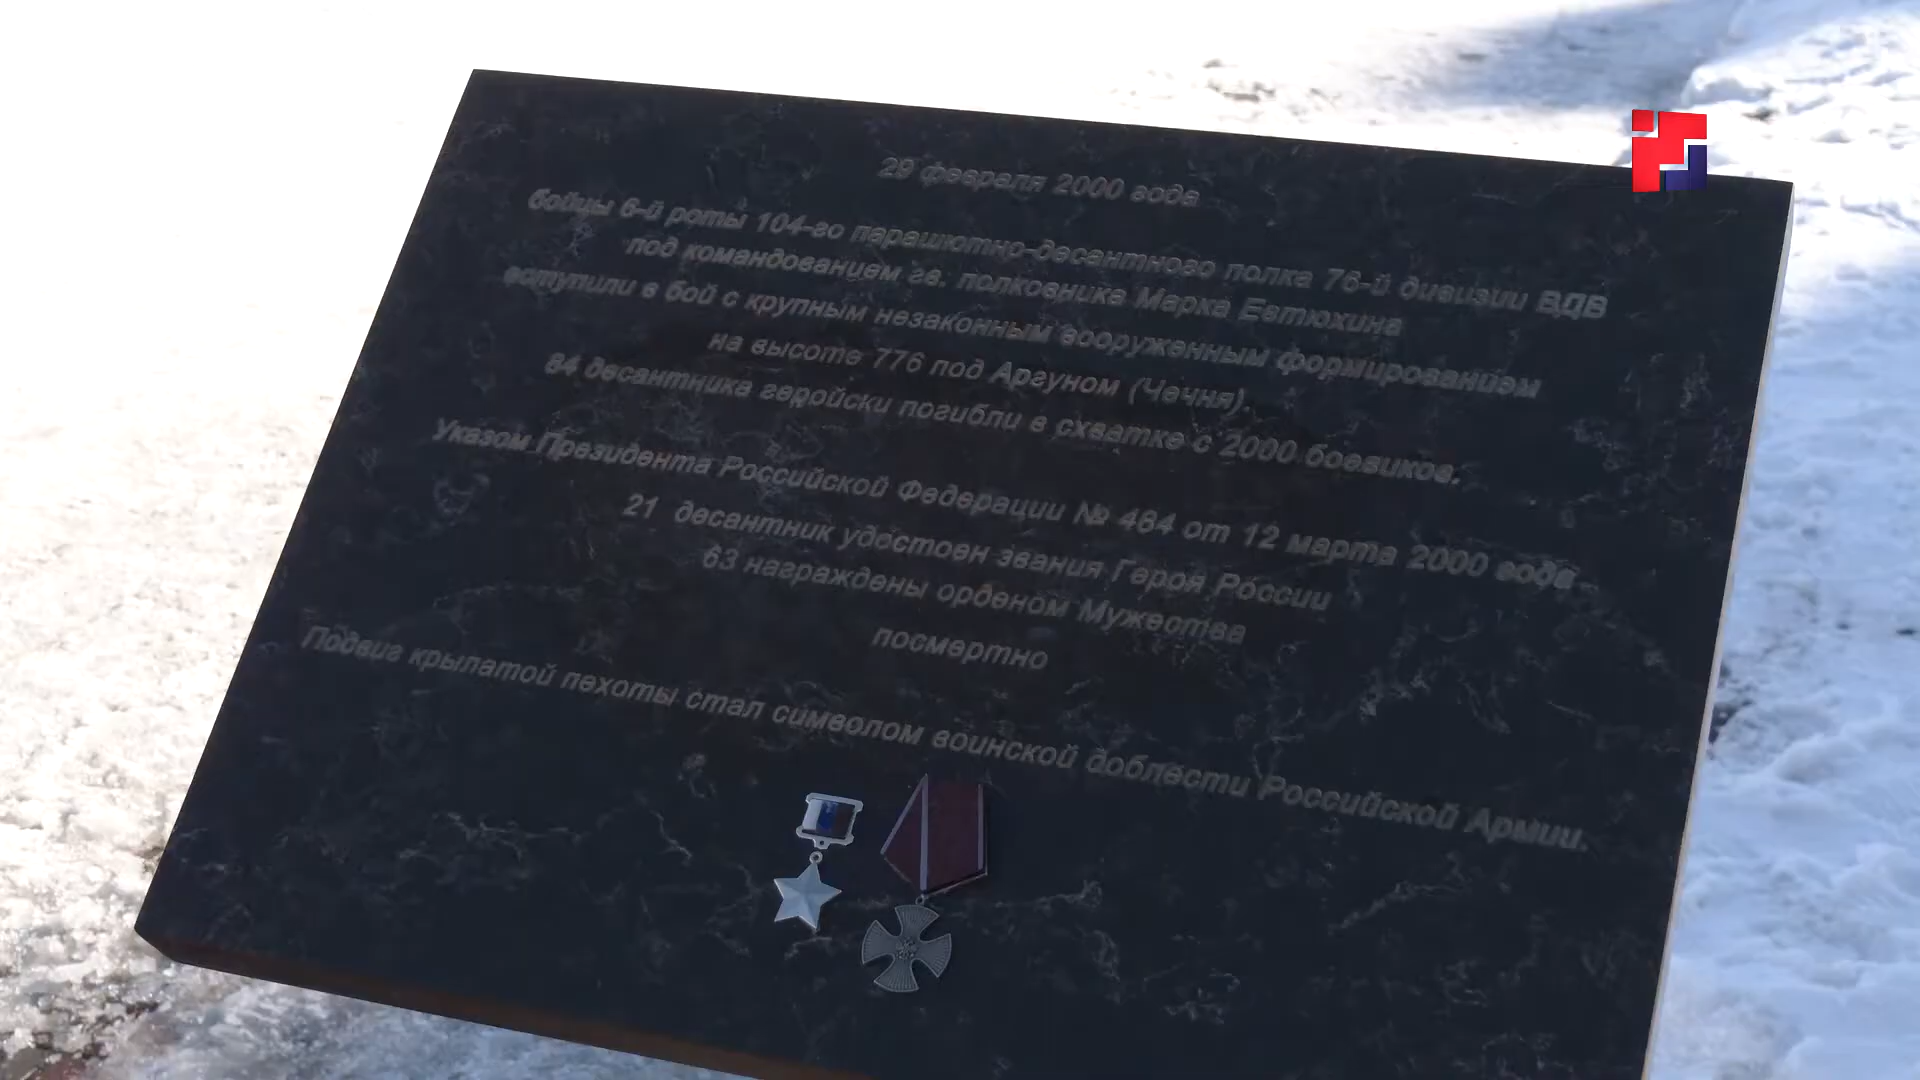 29 февраля 2000 года
бойцы 6-й роты 104-го парашютно-десантного полка 76-й дивизии ВДВ
под командованием гв. полковника Марка Евтюхина
вступили в бой с крупным незаконным вооруженным формированием
на высоте 776 под Аргуном (Чечня).
84 десантника геройски погибли в схватке с 2000 боевиков.
Указом Президента Российской Федерации № 484 от 12 марта 2000 года
21 десантник удостоен звания Героя России
63 награждены орденом Мужества
посмертно
Подвиг крылатой пехоты стал символом воинской доблести Российской Армии.